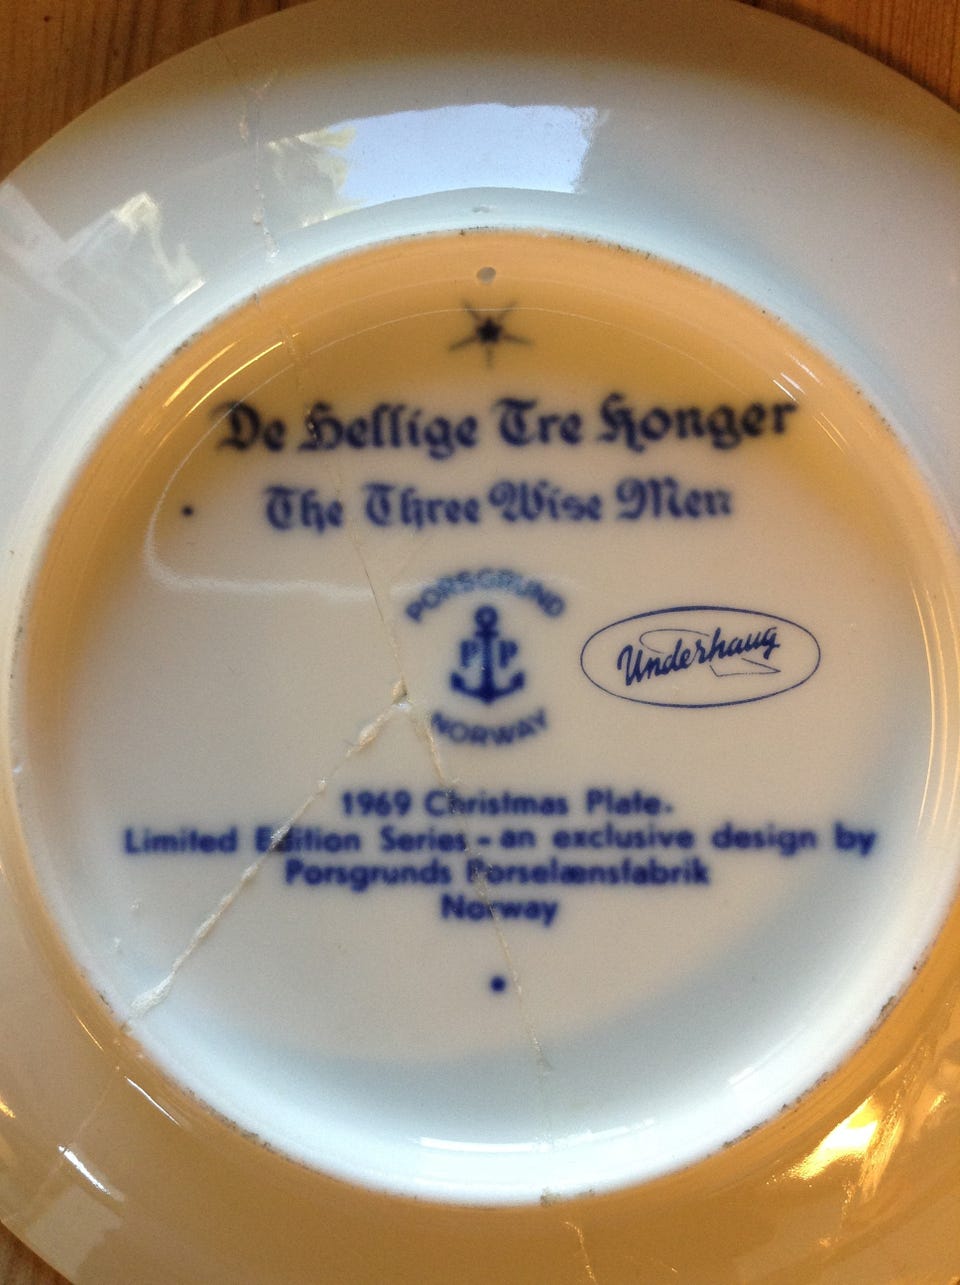 De Hellige Tre Konger
The Three Wise Men
PORSGRUND
P P
NORWAY
Underhaug
1969 Christmas Plate.
Limited Edition Series - an exclusive design by
Porsgrunds Porselænsfabrik
Norway